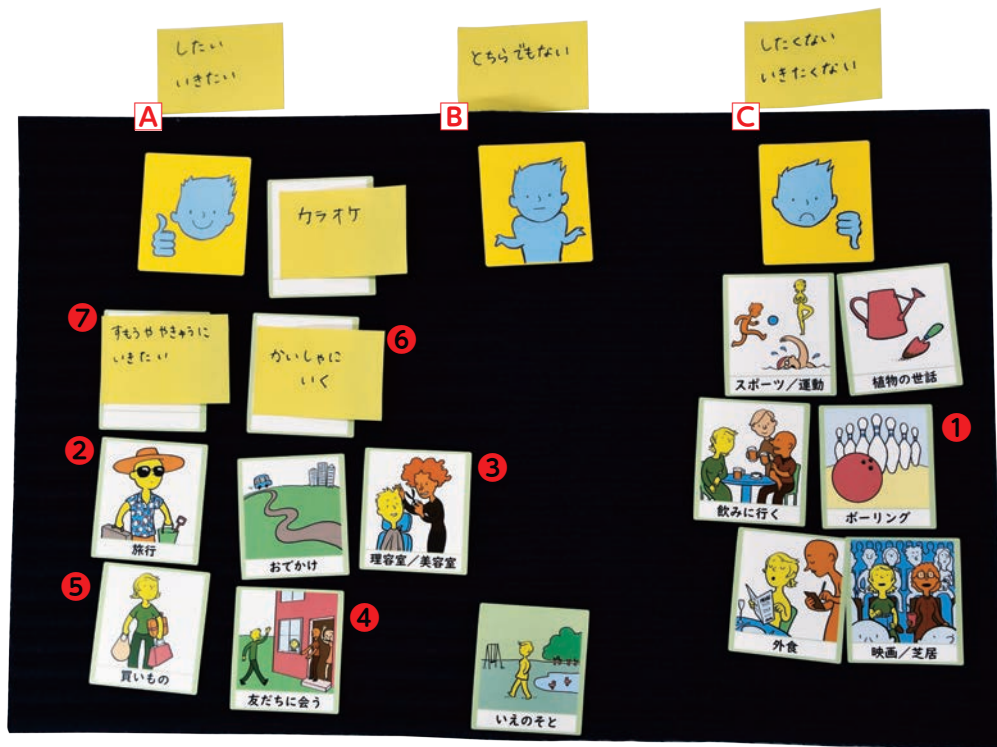 したい
いきたい
とちらでもない
したくない
いきたくない
A
B
C
カラオケ
⑦
すもうややきゅうに
いきたい
かいしゃに
いく
⑥
スポーツ/運動
植物の世話
②
旅行
おでかけ
③
理容室/美容室
飲みに行く
①
ボーリング
⑤
買いもの
④
友だちに会う
いえのそと
外食
映画/芝居